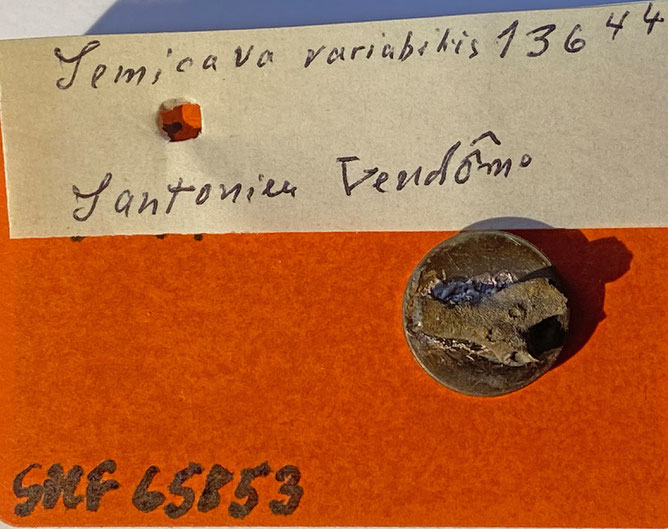 Semicava variabilis 13644
Santonien Vendôme
SMF 65853